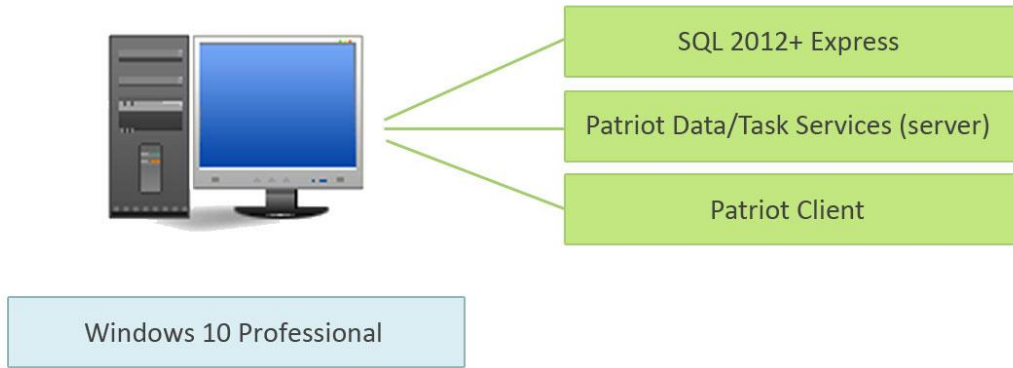 SQL 2012+ Express
Patriot Data/Task Services (server)
Patriot Client
Windows 10 Professional